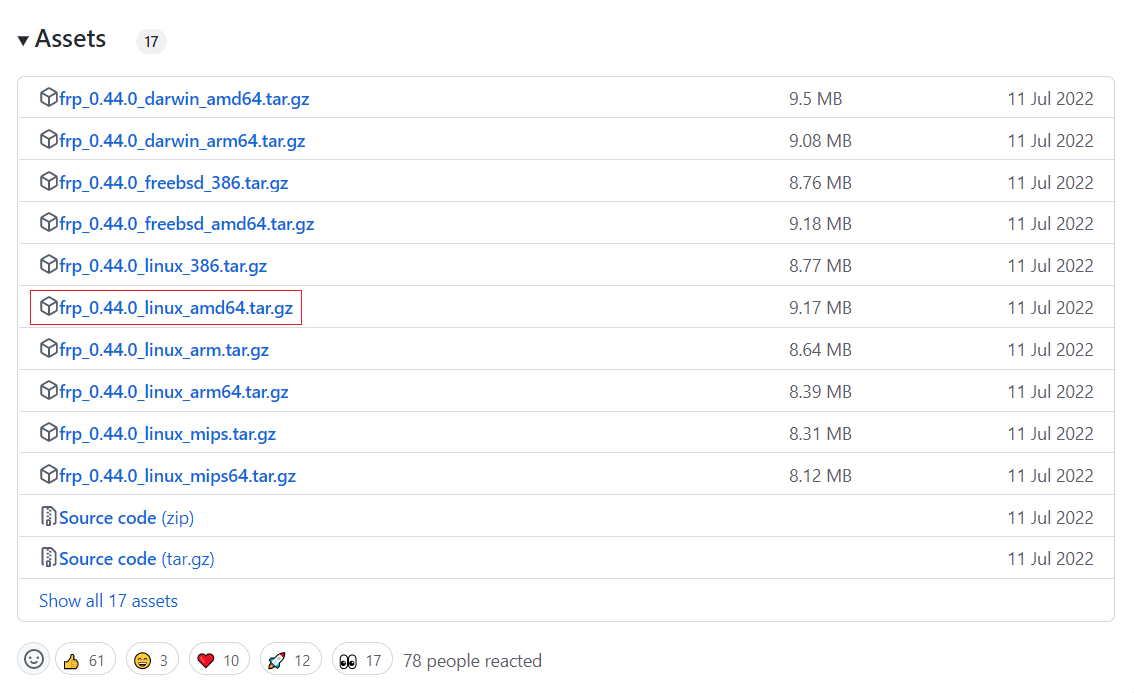 Assets 17
frp_0.44.0_darwin_amd64.tar.gz 9.5 MB 11 Jul 2022
frp_0.44.0_darwin_arm64.tar.gz 9.08 MB 11 Jul 2022
frp_0.44.0_freebsd_386.tar.gz 8.76 MB 11 Jul 2022
frp_0.44.0_freebsd_amd64.tar.gz 9.18 MB 11 Jul 2022
frp_0.44.0_linux_386.tar.gz 8.77 MB 11 Jul 2022
frp_0.44.0_linux_amd64.tar.gz 9.17 MB 11 Jul 2022
frp_0.44.0_linux_arm.tar.gz 8.64 MB 11 Jul 2022
frp_0.44.0_linux_arm64.tar.gz 8.39 MB 11 Jul 2022
frp_0.44.0_linux_mips.tar.gz 8.31 MB 11 Jul 2022
frp_0.44.0_linux_mips64.tar.gz 8.12 MB 11 Jul 2022
Source code (zip) 11 Jul 2022
Source code (tar.gz) 11 Jul 2022
Show all 17 assets
61 3 10 12 17 78 people reacted